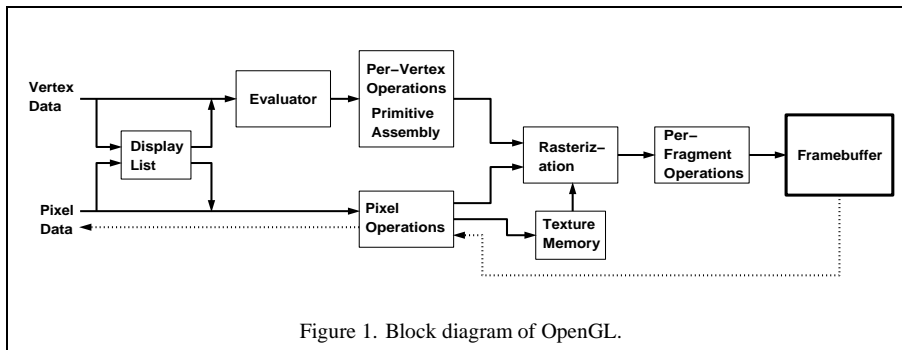 Vertex
Data
Evaluator
Per−Vertex
Operations
Primitive
Assembly
Display
List
Rasteriz−
ation
Per−
Fragment
Operations
Framebuffer
Pixel
Data
Pixel
Operations
Texture
Memory
Figure 1. Block diagram of OpenGL.